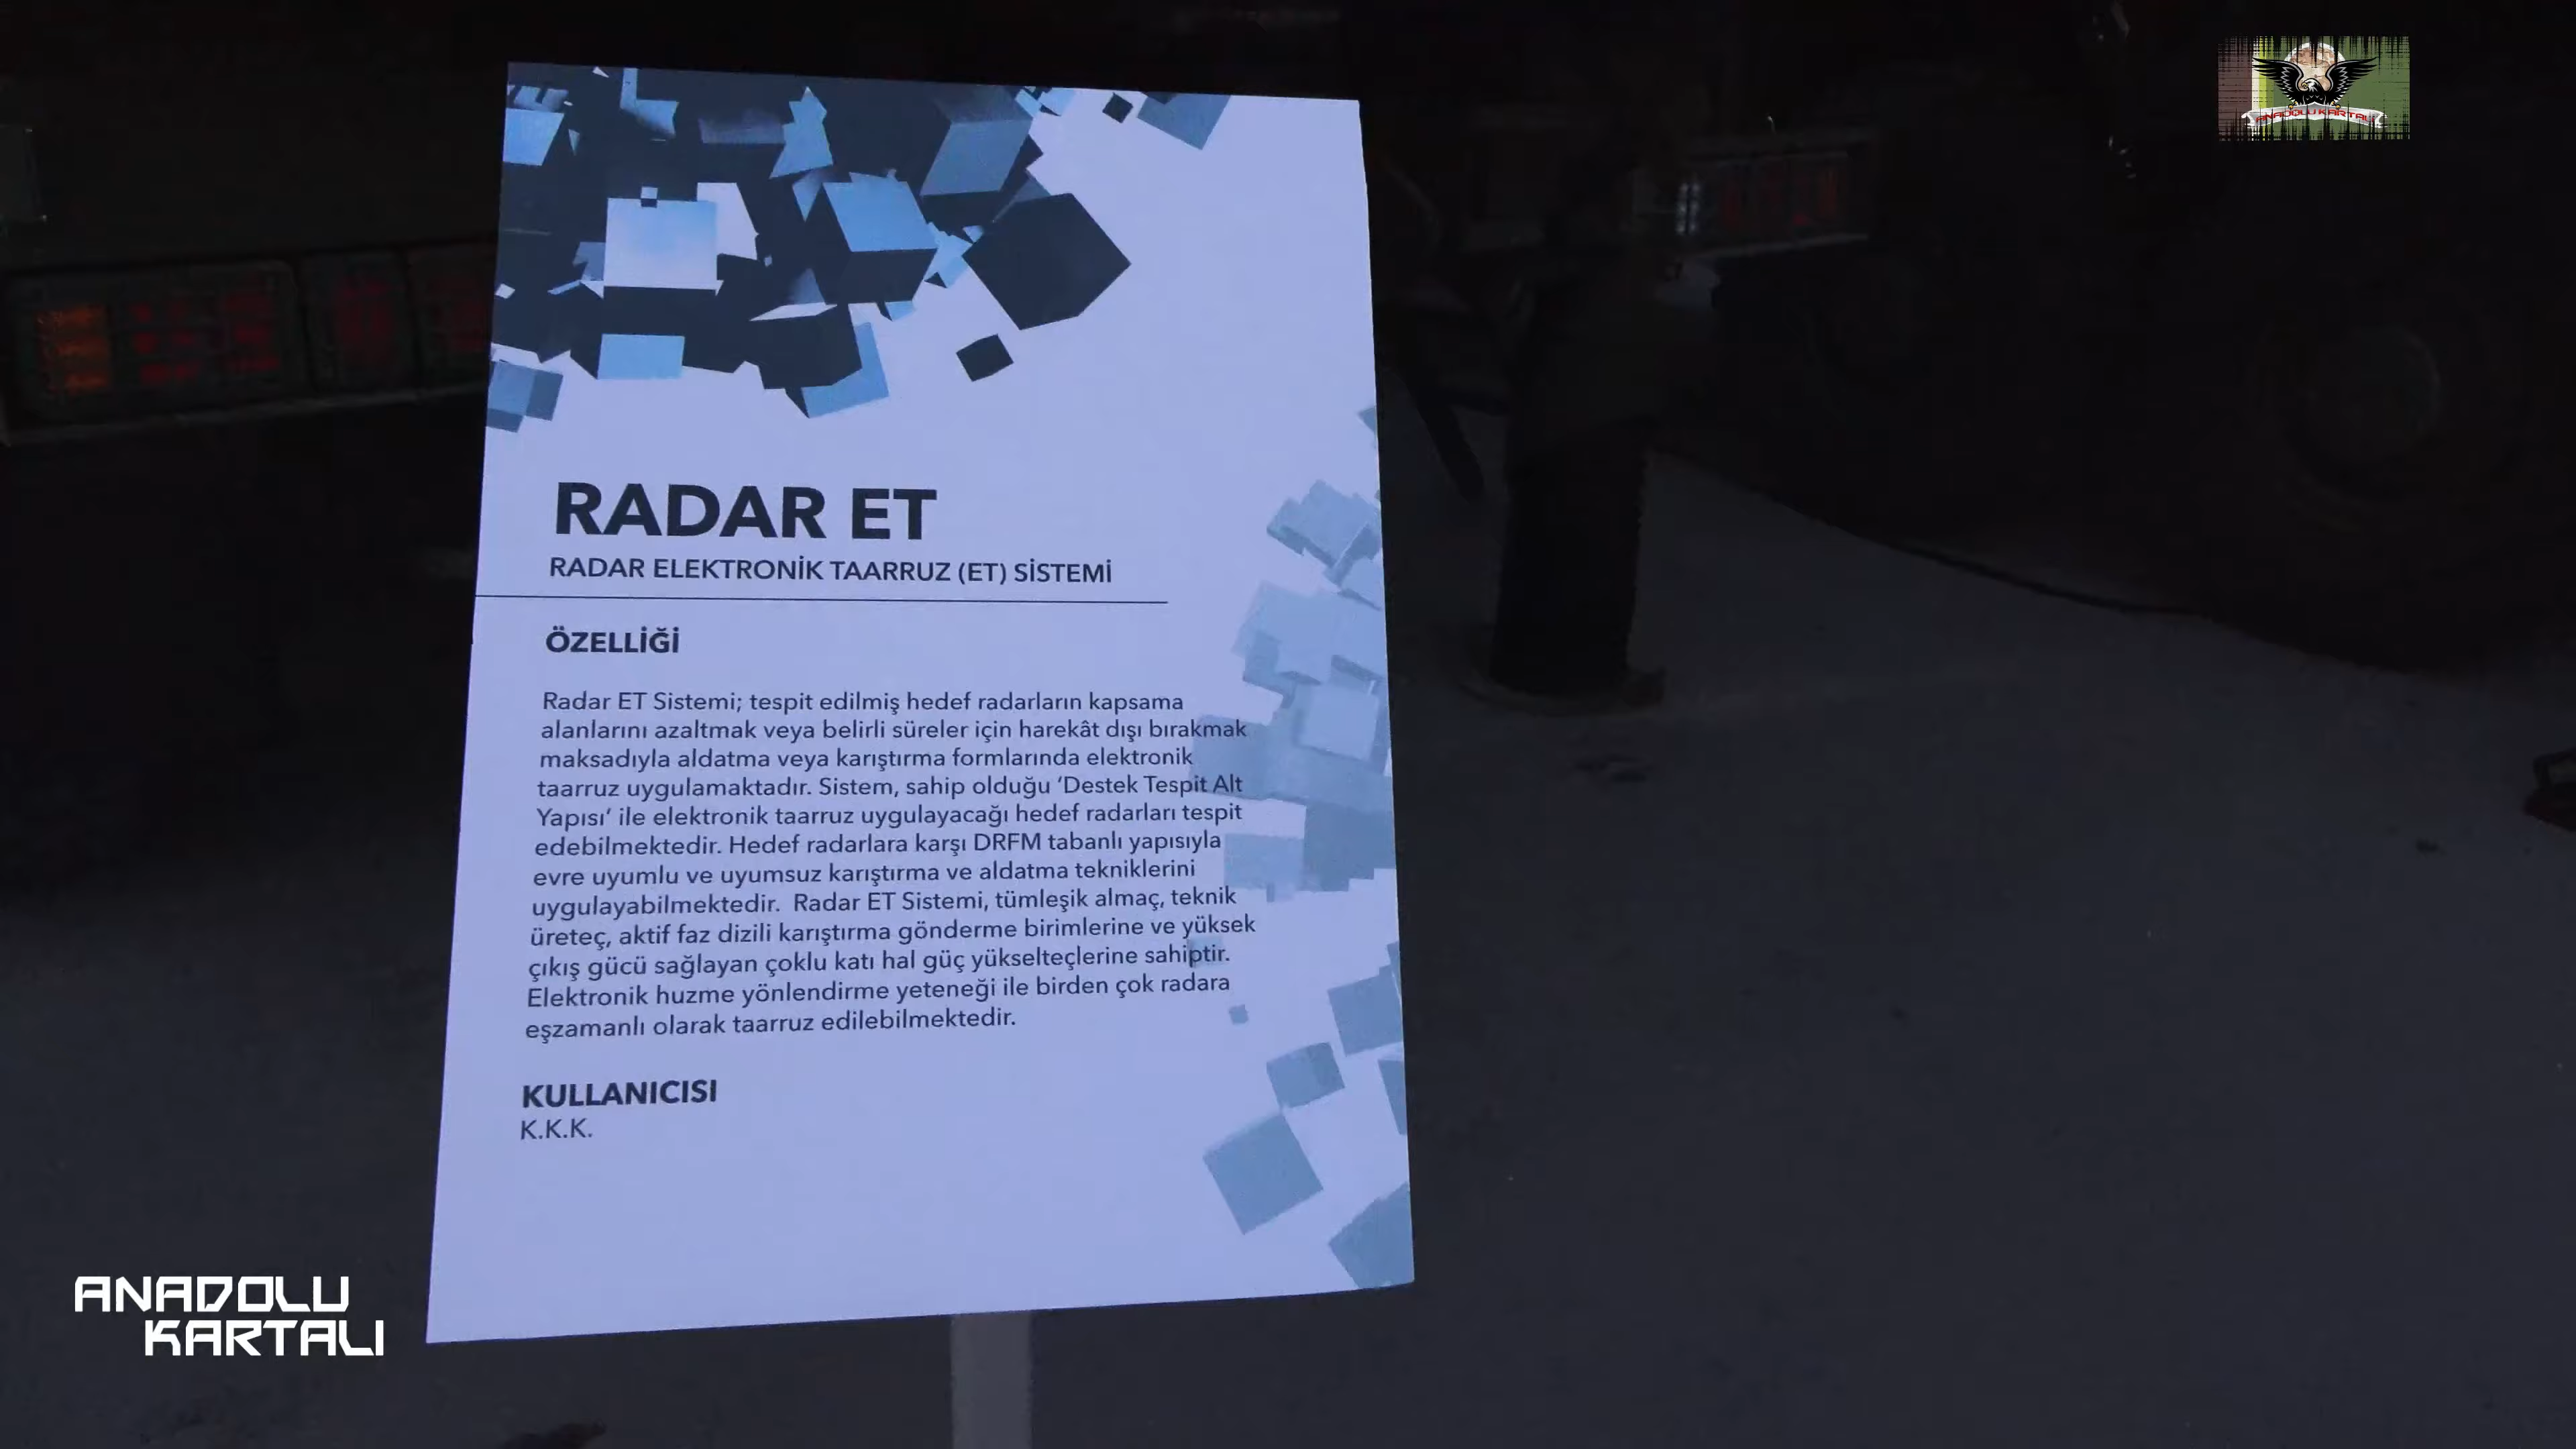 ANADOLU KARTALI
RADAR ET
RADAR ELEKTRONİK TAARRUZ (ET) SİSTEMİ
ÖZELLİĞİ
Radar ET Sistemi; tespit edilmiş hedef radarların kapsama
alanlarını azaltmak veya belirli süreler için harekât dışı bırakmak
maksadıyla aldatma veya karıştırma formlarında elektronik
taarruz uygulamaktadır. Sistem, sahip olduğu ‘Destek Tespit Alt
Yapısı’ ile elektronik taarruz uygulayacağı hedef radarları tespit
edebilmektedir. Hedef radarlara karşı DRFM tabanlı yapısıyla
evre uyumlu ve uyumsuz karıştırma ve aldatma tekniklerini
uygulayabilmektedir. Radar ET Sistemi, tümleşik almaç, teknik
üreteç, aktif faz dizili karıştırma gönderme birimlerine ve yüksek
çıkış gücü sağlayan çoklu katı hal güç yükselteçlerine sahiptir.
Elektronik huzme yönlendirme yeteneği ile birden çok radara
eşzamanlı olarak taarruz edilebilmektedir.
KULLANICISI
K.K.K.
ANADOLU
KARTALI